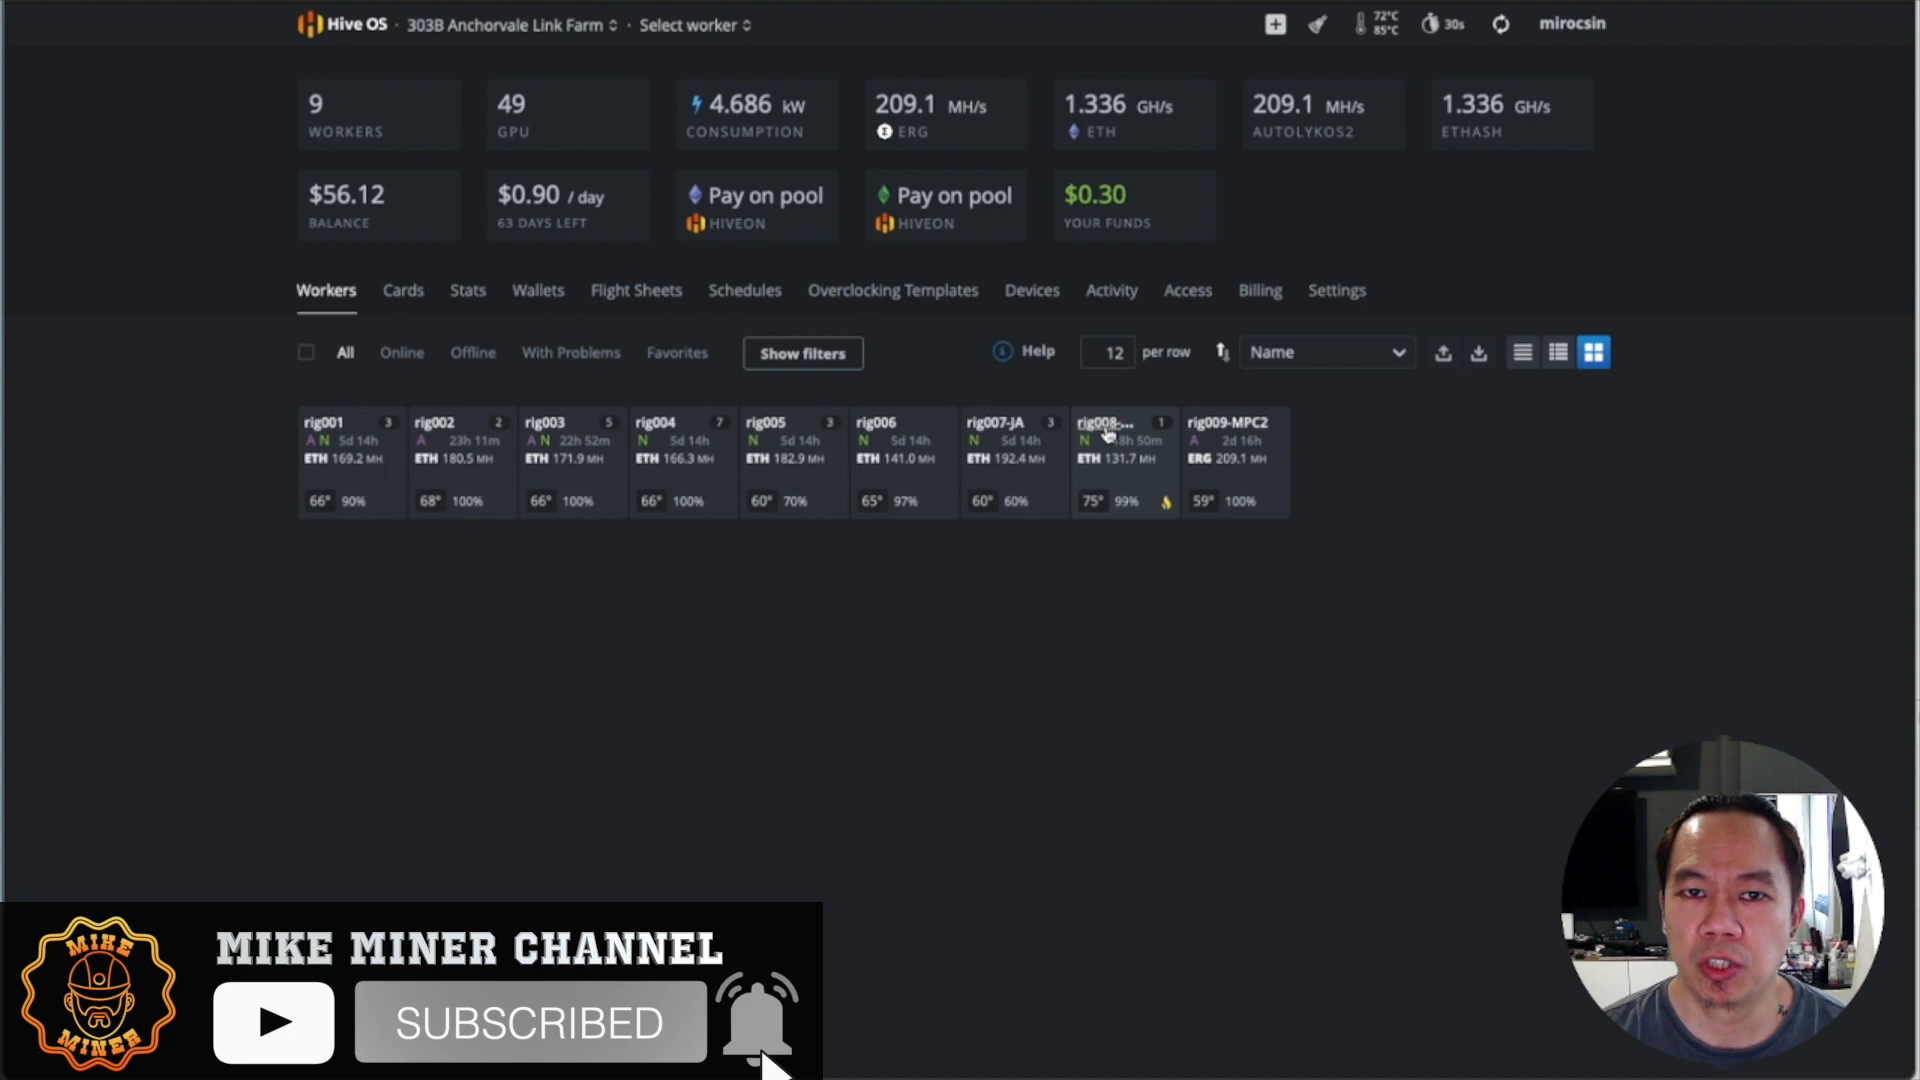 Hive OS · 303B Anchorvale Link Farm · Select worker
72°C
85°C
30s
mirocsin
9
WORKERS
49
GPU
4.686 kW
CONSUMPTION
209.1 MH/s
ERG
1.336 GH/s
ETH
209.1 MH/s
AUTOLYKOS2
1.336 GH/s
ETHASH
$56.12
BALANCE
$0.90 / day
63 DAYS LEFT
Pay on pool
HIVEON
Pay on pool
HIVEON
$0.30
YOUR FUNDS
Workers Cards Stats Wallets Flight Sheets Schedules Overclocking Templates Devices Activity Access Billing Settings
All Online Offline With Problems Favorites Show filters Help 12 per row Name
rig001 3
A N 5d 14h
ETH 169.2 MH
66° 90%
rig002 2
A 23h 11m
ETH 180.5 MH
68° 100%
rig003 5
A N 22h 52m
ETH 171.9 MH
66° 100%
rig004 7
N 5d 14h
ETH 166.3 MH
66° 100%
rig005 3
N 5d 14h
ETH 182.9 MH
60° 70%
rig006
N 5d 14h
ETH 141.0 MH
65° 97%
rig007-JA 3
N 5d 14h
ETH 192.4 MH
60° 60%
rig008-... 1
N 50m
ETH 131.7 MH
75° 99%
rig009-MPC2
A 2d 16h
ERG 209.1 MH
59° 100%
MIKE
MINER
MIKE MINER CHANNEL
SUBSCRIBED